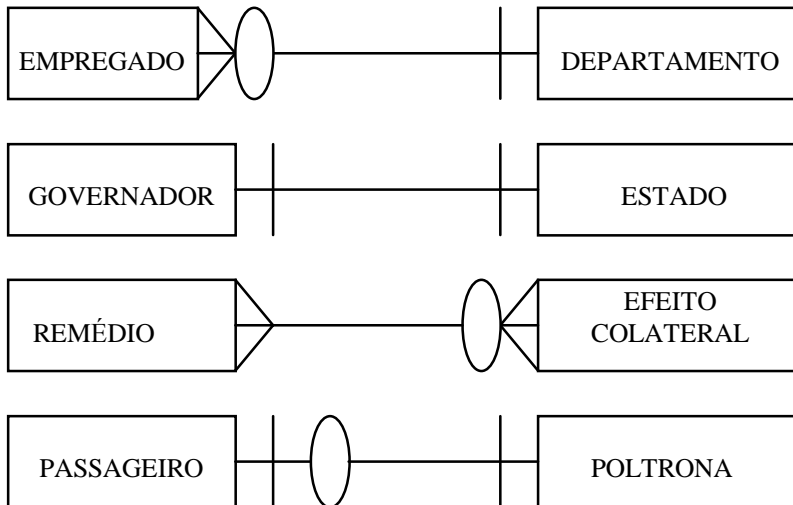 EMPREGADO
DEPARTAMENTO
GOVERNADOR
ESTADO
REMÉDIO
EFEITO
COLATERAL
PASSAGEIRO
POLTRONA